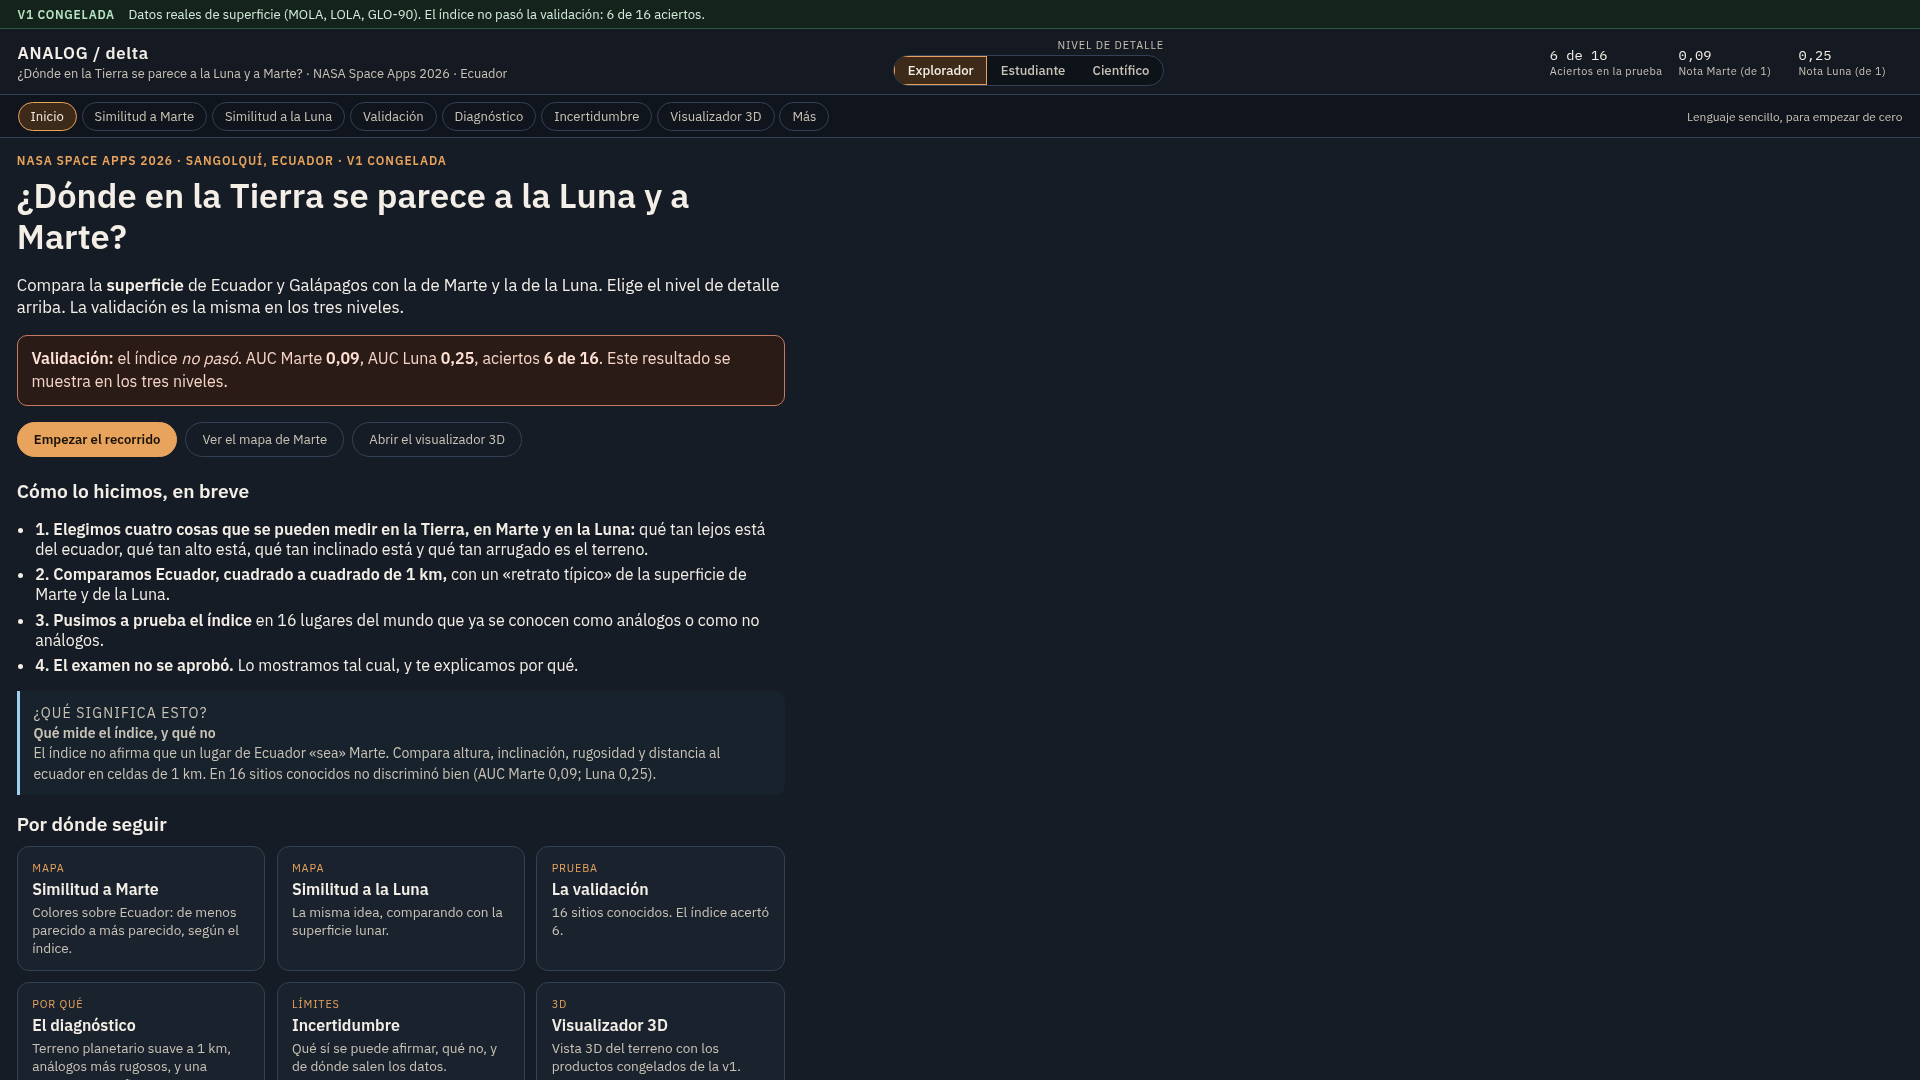 V1 CONGELADA Datos reales de superficie (MOLA, LOLA, GLO-90). El índice no pasó la validación: 6 de 16 aciertos.
ANALOG / delta
¿Dónde en la Tierra se parece a la Luna y a Marte? · NASA Space Apps 2026 · Ecuador
NIVEL DE DETALLE
Explorador Estudiante Científico
6 de 16
Aciertos en la prueba
0,09
Nota Marte (de 1)
0,25
Nota Luna (de 1)
Inicio Similitud a Marte Similitud a la Luna Validación Diagnóstico Incertidumbre Visualizador 3D Más
Lenguaje sencillo, para empezar de cero
NASA SPACE APPS 2026 · SANGOLQUÍ, ECUADOR · V1 CONGELADA
¿Dónde en la Tierra se parece a la Luna y a
Marte?
Compara la superficie de Ecuador y Galápagos con la de Marte y la de la Luna. Elige el nivel de detalle
arriba. La validación es la misma en los tres niveles.
Validación: el índice no pasó. AUC Marte 0,09, AUC Luna 0,25, aciertos 6 de 16. Este resultado se
muestra en los tres niveles.
Empezar el recorrido Ver el mapa de Marte Abrir el visualizador 3D
Cómo lo hicimos, en breve
• 1. Elegimos cuatro cosas que se pueden medir en la Tierra, en Marte y en la Luna: qué tan lejos está
del ecuador, qué tan alto está, qué tan inclinado está y qué tan arrugado es el terreno.
• 2. Comparamos Ecuador, cuadrado a cuadrado de 1 km, con un «retrato típico» de la superficie de
Marte y de la Luna.
• 3. Pusimos a prueba el índice en 16 lugares del mundo que ya se conocen como análogos o como no
análogos.
• 4. El examen no se aprobó. Lo mostramos tal cual, y te explicamos por qué.
¿QUÉ SIGNIFICA ESTO?
Qué mide el índice, y qué no
El índice no afirma que un lugar de Ecuador «sea» Marte. Compara altura, inclinación, rugosidad y distancia al
ecuador en celdas de 1 km. En 16 sitios conocidos no discriminó bien (AUC Marte 0,09; Luna 0,25).
Por dónde seguir
MAPA
Similitud a Marte
Colores sobre Ecuador: de menos
parecido a más parecido, según el
índice.
MAPA
Similitud a la Luna
La misma idea, comparando con la
superficie lunar.
PRUEBA
La validación
16 sitios conocidos. El índice acertó
6.
POR QUÉ
El diagnóstico
Terreno planetario suave a 1 km,
análogos más rugosos, y una
LÍMITES
Incertidumbre
Qué sí se puede afirmar, qué no, y
de dónde salen los datos.
3D
Visualizador 3D
Vista 3D del terreno con los
productos congelados de la v1.